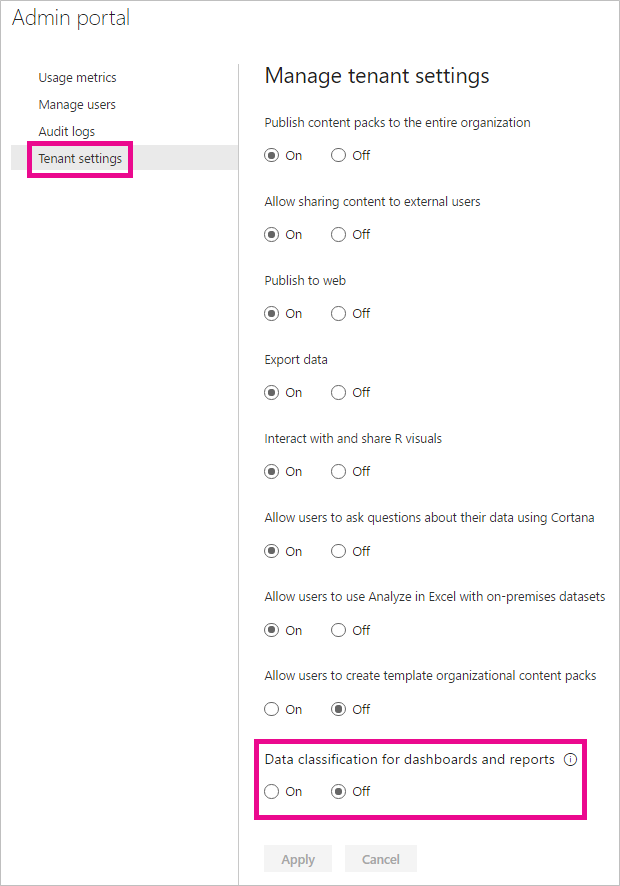 Admin portal
Usage metrics
Manage users
Audit logs
Tenant settings
Manage tenant settings
Publish content packs to the entire organization
On Off
Allow sharing content to external users
On Off
Publish to web
On Off
Export data
On Off
Interact with and share R visuals
On Off
Allow users to ask questions about their data using Cortana
On Off
Allow users to use Analyze in Excel with on-premises datasets
On Off
Allow users to create template organizational content packs
On Off
Data classification for dashboards and reports
On Off
Apply Cancel